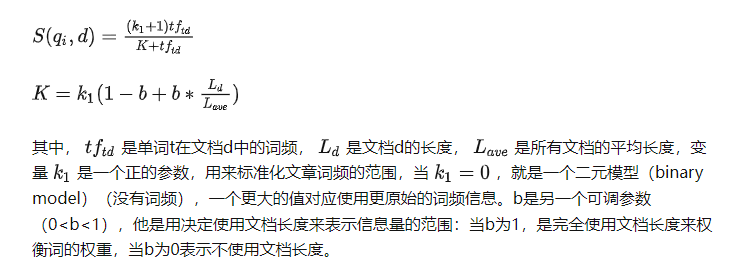 S(q_i, d) = \frac{(k_1+1)tf_{td}}{K+tf_{td}}
K = k_1(1 − b + b * \frac{L_d}{L_{ave}})
其中， tf_{td} 是单词t在文档d中的词频， L_d 是文档d的长度， L_{ave} 是所有文档的平均长度，变
量 k_1 是一个正的参数，用来标准化文章词频的范围，当 k_1 = 0 ，就是一个二元模型（binary
model）（没有词频），一个更大的值对应使用更原始的词频信息。b是另一个可调参数
（0<b<1），他是用决定使用文档长度来表示信息量的范围：当b为1，是完全使用文档长度来权
衡词的权重，当b为0表示不使用文档长度。